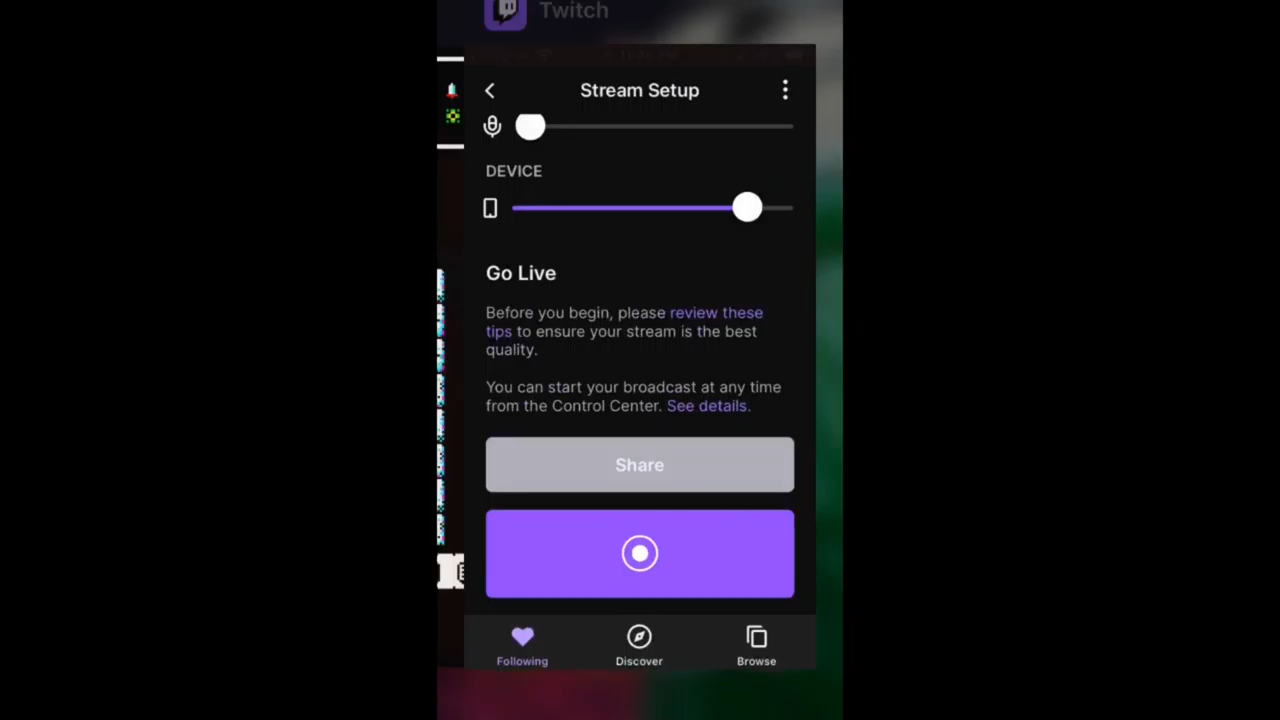 Twitch
Stream Setup
DEVICE
Go Live
Before you begin, please review these
tips to ensure your stream is the best
quality.
You can start your broadcast at any time
from the Control Center. See details.
Share
Following
Discover
Browse